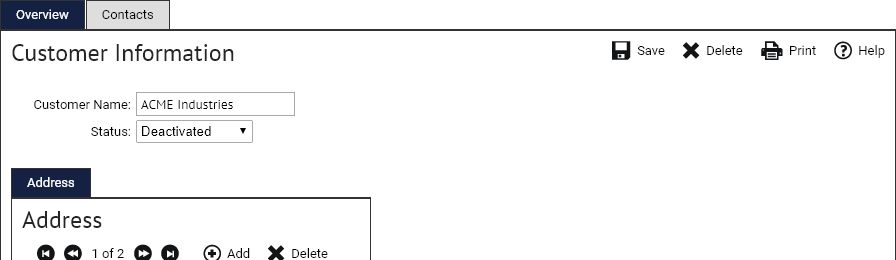 Overview Contacts
Customer Information Save Delete Print Help
Customer Name: ACME Industries
Status: Deactivated
Address
Address
1 of 2 Add Delete